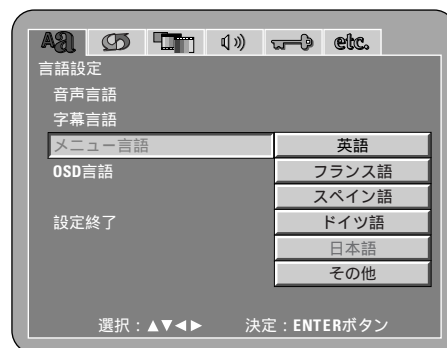 Aあ etc.
言語設定
音声言語
字幕言語
メニュー言語 英語
OSD言語 フランス語
スペイン語
設定終了 ドイツ語
日本語
その他
選択：▲▼◀▶ 決定：ENTERボタン